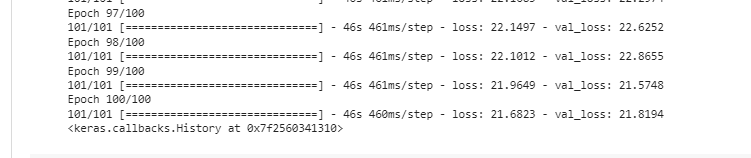 Epoch 97/100
101/101 [==============================] - 46s 461ms/step - loss: 22.1497 - val_loss: 22.6252
Epoch 98/100
101/101 [==============================] - 46s 461ms/step - loss: 22.1012 - val_loss: 22.8655
Epoch 99/100
101/101 [==============================] - 46s 461ms/step - loss: 21.9649 - val_loss: 21.5748
Epoch 100/100
101/101 [==============================] - 46s 460ms/step - loss: 21.6823 - val_loss: 21.8194
<keras.callbacks.History at 0x7f2560341310>